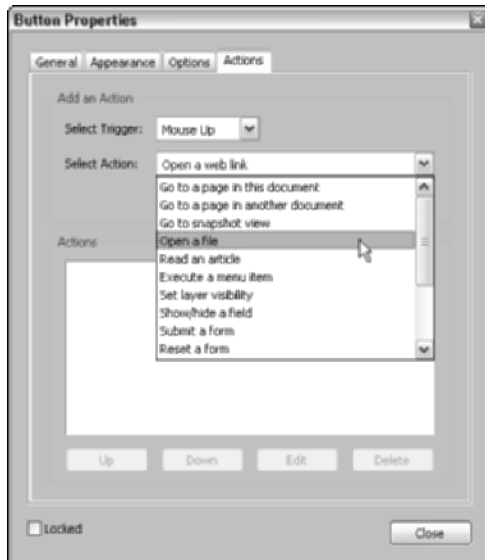 Button Properties
General Appearance Options Actions
Add an Action
Select Trigger: Mouse Up
Select Action: Open a web link
Go to a page in this document
Go to a page in another document
Go to snapshot view
Actions Open a file
Read an article
Execute a menu item
Set layer visibility
Show/hide a field
Submit a form
Reset a form
Up Down Edit Delete
Locked Close